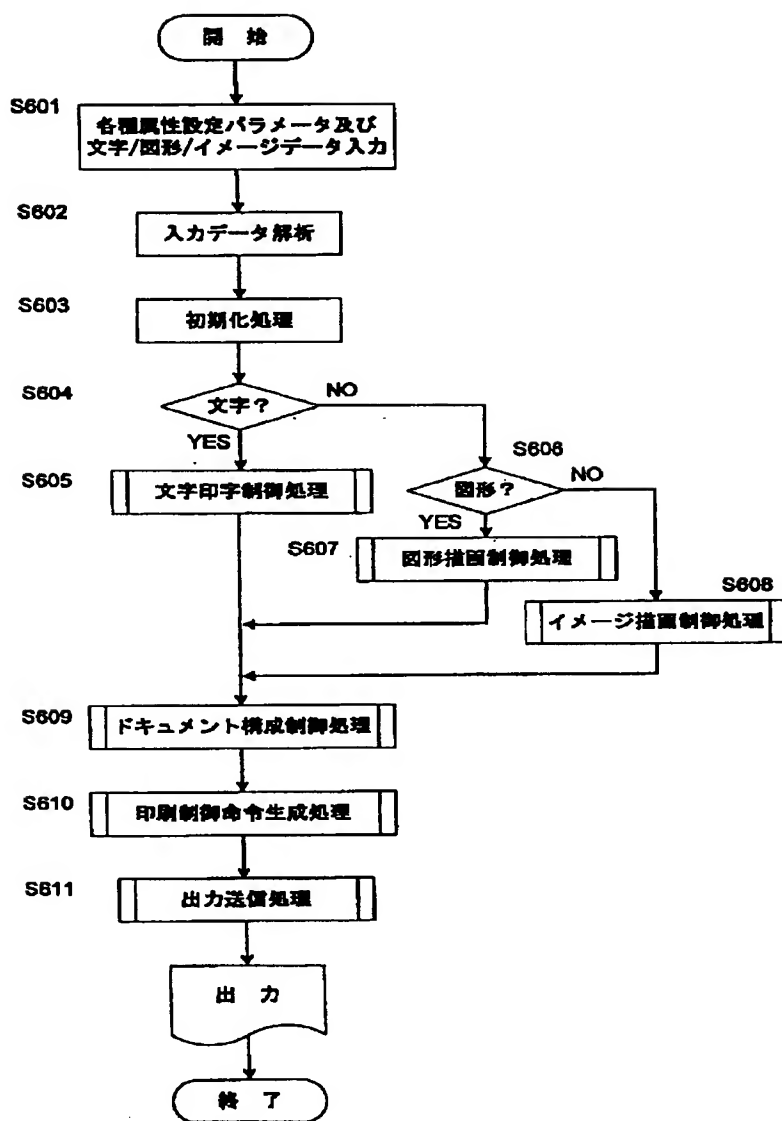 開 始
S601
各種属性設定パラメータ及び
文字/図形/イメージデータ入力
S602
入力データ解析
S603
初期化処理
S604
文字?
NO
YES
S605
文字印字制御処理
S606
図形?
NO
YES
S607
図形描画制御処理
S608
イメージ描画制御処理
S609
ドキュメント構成制御処理
S610
印刷制御命令生成処理
S611
出力送信処理
出 力
終 了